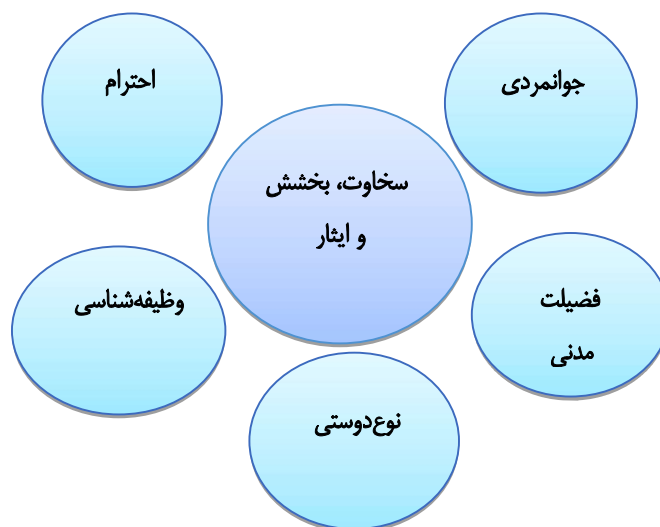 جوانمردی
احترام
سخاوت، بخشش
و ایثار
فضیلت
مدنی
وظیفه‌شناسی
نوع‌دوستی